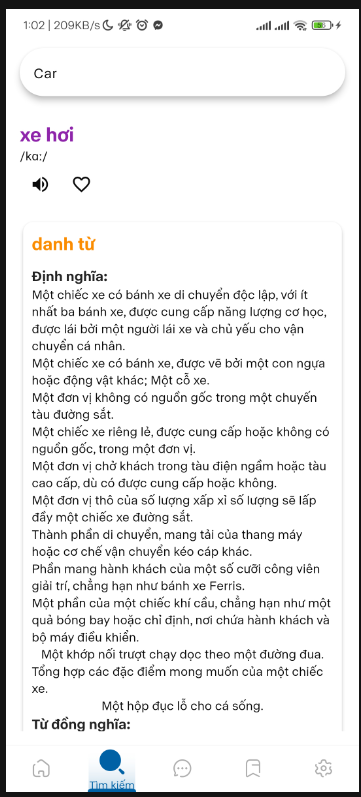 1:02 | 209KB/s
Car
xe hơi
/kɑː/
danh từ
Định nghĩa:
Một chiếc xe có bánh xe di chuyển độc lập, với ít
nhất ba bánh xe, được cung cấp năng lượng cơ học,
được lái bởi một người lái xe và chủ yếu cho vận
chuyển cá nhân.
Một chiếc xe có bánh xe, được vẽ bởi một con ngựa
hoặc động vật khác; Một cỗ xe.
Một đơn vị không có nguồn gốc trong một chuyến
tàu đường sắt.
Một chiếc xe riêng lẻ, được cung cấp hoặc không có
nguồn gốc, trong một đơn vị.
Một đơn vị chở khách trong tàu điện ngầm hoặc tàu
cao cấp, dù có được cung cấp hoặc không.
Một đơn vị thô của số lượng xấp xỉ số lượng sẽ lấp
đầy một chiếc xe đường sắt.
Thành phần di chuyển, mang tải của thang máy
hoặc cơ chế vận chuyển kéo cáp khác.
Phần mang hành khách của một số cưỡi công viên
giải trí, chẳng hạn như bánh xe Ferris.
Một phần của một chiếc khí cầu, chẳng hạn như một
quả bóng bay hoặc chỉ định, nơi chứa hành khách và
bộ máy điều khiển.
Một khớp nối trượt chạy dọc theo một đường đua.
Tổng hợp các đặc điểm mong muốn của một chiếc
xe.
Một hộp đục lỗ cho cá sống.
Từ đồng nghĩa:
Tìm kiếm